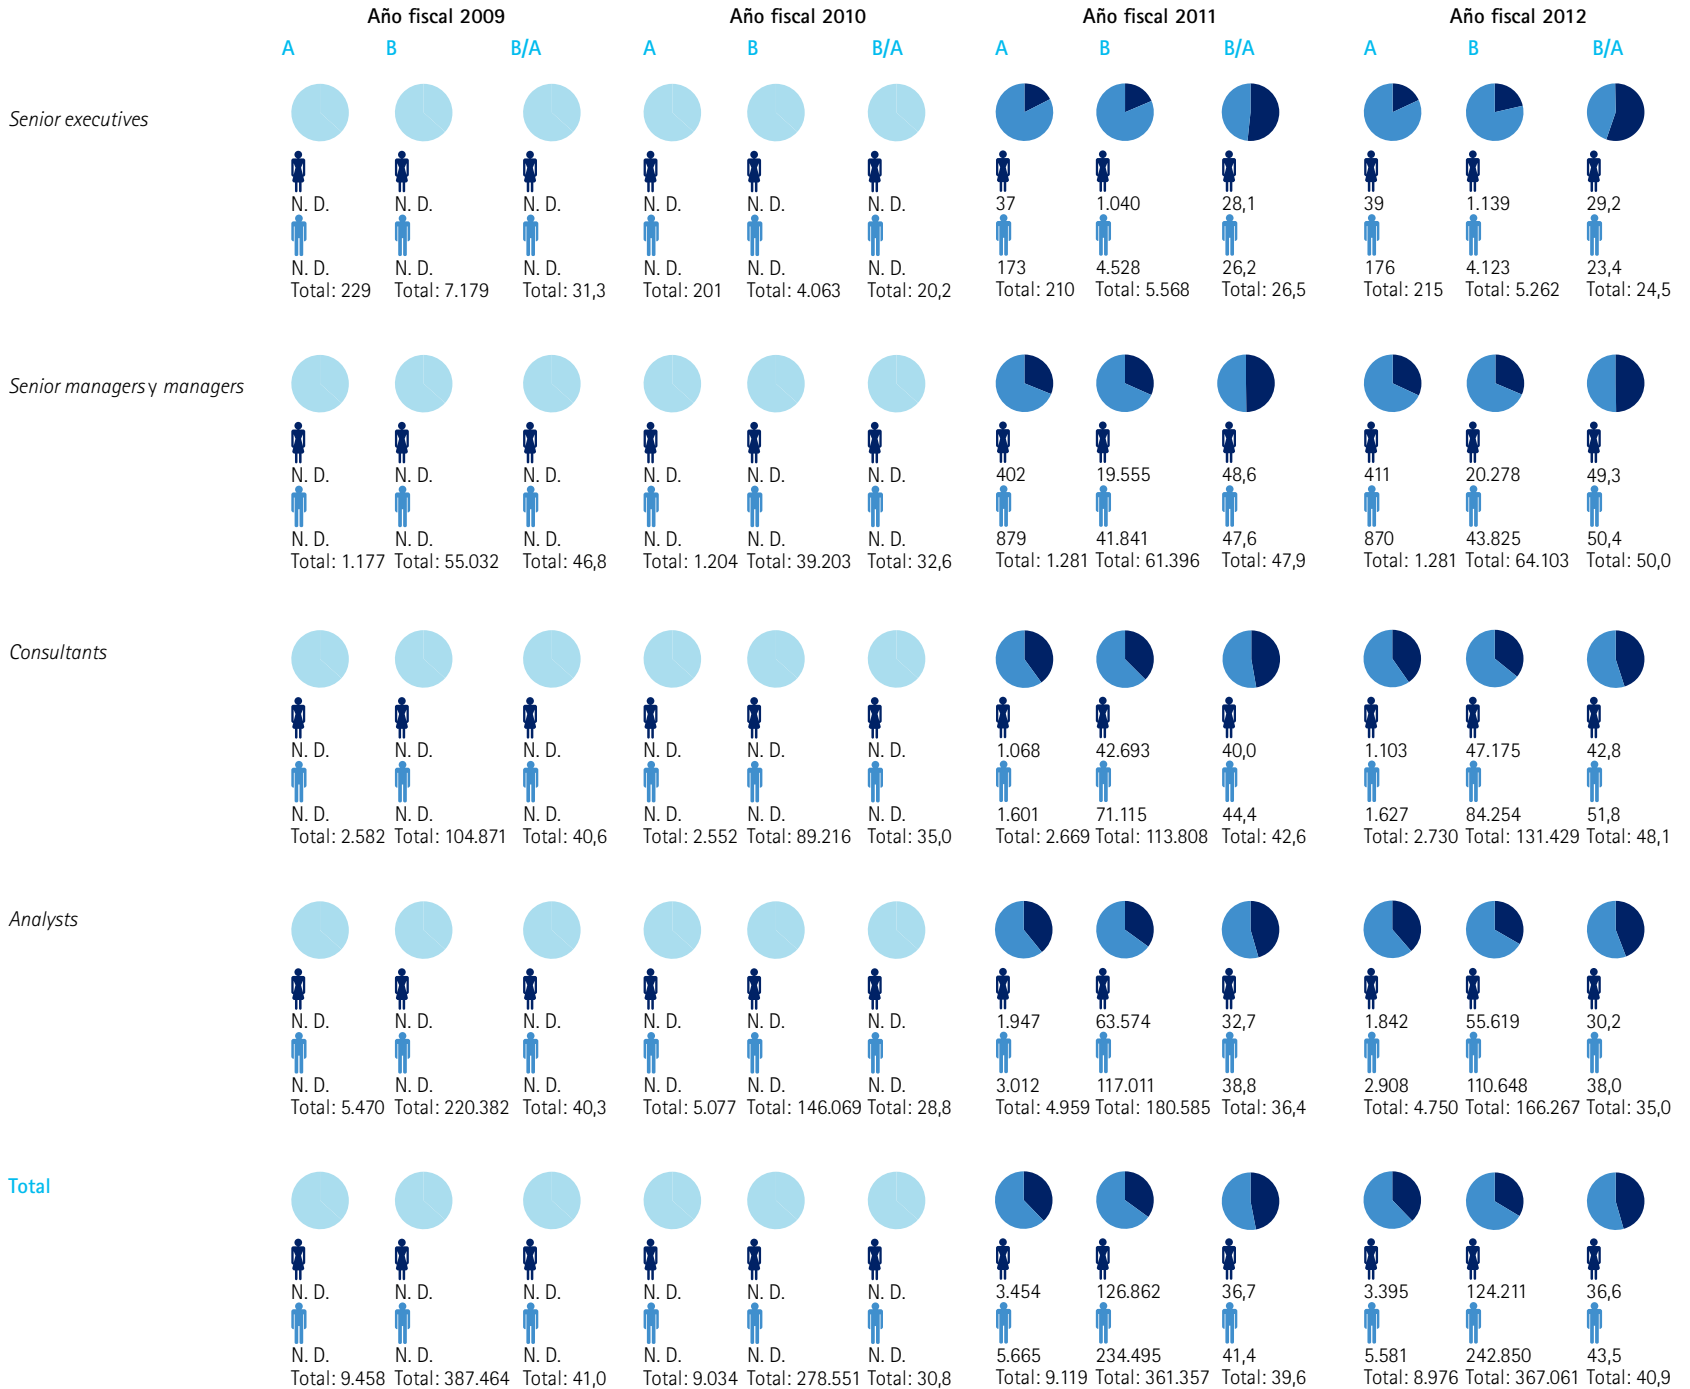 Año fiscal 2009 Año fiscal 2010 Año fiscal 2011 Año fiscal 2012
A B B/A A B B/A A B B/A A B B/A
Senior executives
N. D. N. D. N. D. N. D. N. D. N. D. 37 1.040 28,1 39 1.139 29,2
N. D. N. D. N. D. N. D. N. D. N. D. 173 4.528 26,2 176 4.123 23,4
Total: 229 Total: 7.179 Total: 31,3 Total: 201 Total: 4.063 Total: 20,2 Total: 210 Total: 5.568 Total: 26,5 Total: 215 Total: 5.262 Total: 24,5
Senior managers y managers
N. D. N. D. N. D. N. D. N. D. N. D. 402 19.555 48,6 411 20.278 49,3
N. D. N. D. N. D. N. D. N. D. N. D. 879 41.841 47,6 870 43.825 50,4
Total: 1.177 Total: 55.032 Total: 46,8 Total: 1.204 Total: 39.203 Total: 32,6 Total: 1.281 Total: 61.396 Total: 47,9 Total: 1.281 Total: 64.103 Total: 50,0
Consultants
N. D. N. D. N. D. N. D. N. D. N. D. 1.068 42.693 40,0 1.103 47.175 42,8
N. D. N. D. N. D. N. D. N. D. N. D. 1.601 71.115 44,4 1.627 84.254 51,8
Total: 2.582 Total: 104.871 Total: 40,6 Total: 2.552 Total: 89.216 Total: 35,0 Total: 2.669 Total: 113.808 Total: 42,6 Total: 2.730 Total: 131.429 Total: 48,1
Analysts
N. D. N. D. N. D. N. D. N. D. N. D. 1.947 63.574 32,7 1.842 55.619 30,2
N. D. N. D. N. D. N. D. N. D. N. D. 3.012 117.011 38,8 2.908 110.648 38,0
Total: 5.470 Total: 220.382 Total: 40,3 Total: 5.077 Total: 146.069 Total: 28,8 Total: 4.959 Total: 180.585 Total: 36,4 Total: 4.750 Total: 166.267 Total: 35,0
Total
N. D. N. D. N. D. N. D. N. D. N. D. 3.454 126.862 36,7 3.395 124.211 36,6
N. D. N. D. N. D. N. D. N. D. N. D. 5.665 234.495 41,4 5.581 242.850 43,5
Total: 9.458 Total: 387.464 Total: 41,0 Total: 9.034 Total: 278.551 Total: 30,8 Total: 9.119 Total: 361.357 Total: 39,6 Total: 8.976 Total: 367.061 Total: 40,9